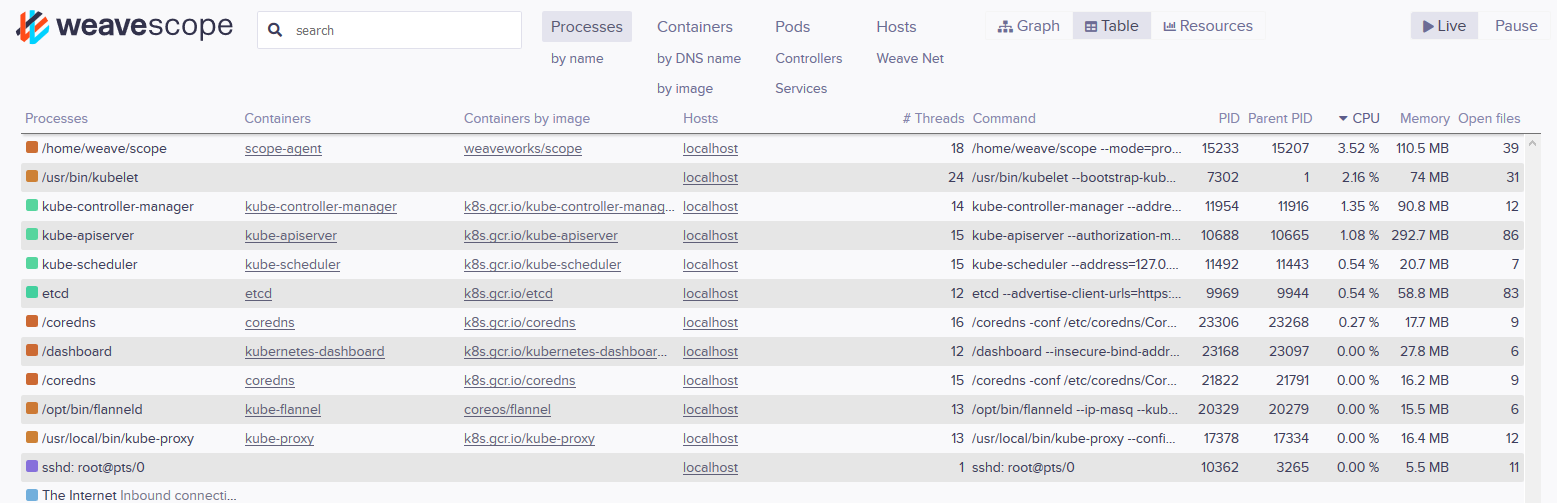 weavescope search Processes Containers Pods Hosts Graph Table Resources Live Pause
by name by DNS name Controllers Weave Net
by image Services
Processes Containers Containers by image Hosts # Threads Command PID Parent PID CPU Memory Open files
/home/weave/scope scope-agent weaveworks/scope localhost 18 /home/weave/scope --mode=pro... 15233 15207 3.52 % 110.5 MB 39
/usr/bin/kubelet localhost 24 /usr/bin/kubelet --bootstrap-kub... 7302 1 2.16 % 74 MB 31
kube-controller-manager kube-controller-manager k8s.gcr.io/kube-controller-manag... localhost 14 kube-controller-manager --addre... 11954 11916 1.35 % 90.8 MB 12
kube-apiserver kube-apiserver k8s.gcr.io/kube-apiserver localhost 15 kube-apiserver --authorization-m... 10688 10665 1.08 % 292.7 MB 86
kube-scheduler kube-scheduler k8s.gcr.io/kube-scheduler localhost 15 kube-scheduler --address=127.0.... 11492 11443 0.54 % 20.7 MB 7
etcd etcd k8s.gcr.io/etcd localhost 12 etcd --advertise-client-urls=https:... 9969 9944 0.54 % 58.8 MB 83
/coredns coredns k8s.gcr.io/coredns localhost 16 /coredns -conf /etc/coredns/Cor... 23306 23268 0.27 % 17.7 MB 9
/dashboard kubernetes-dashboard k8s.gcr.io/kubernetes-dashboar... localhost 12 /dashboard --insecure-bind-addr... 23168 23097 0.00 % 27.8 MB 6
/coredns coredns k8s.gcr.io/coredns localhost 15 /coredns -conf /etc/coredns/Cor... 21822 21791 0.00 % 16.2 MB 9
/opt/bin/flanneld kube-flannel coreos/flannel localhost 13 /opt/bin/flanneld --ip-masq --kub... 20329 20279 0.00 % 15.5 MB 6
/usr/local/bin/kube-proxy kube-proxy k8s.gcr.io/kube-proxy localhost 13 /usr/local/bin/kube-proxy --confi... 17378 17334 0.00 % 16.4 MB 12
sshd: root@pts/0 localhost 1 sshd: root@pts/0 10362 3265 0.00 % 5.5 MB 11
The Internet Inbound connecti...